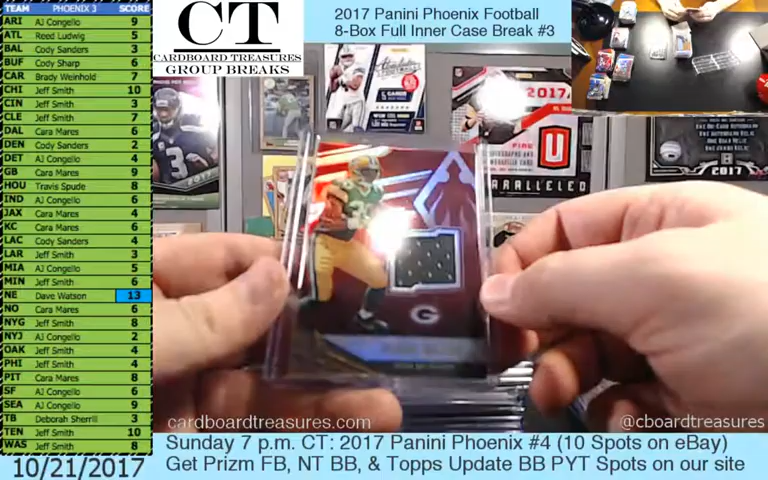 TEAM PHOENIX 3 SCORE
ARI AJ Congello 9
ATL Reed Ludwig 5
BAL Cody Sanders 3
BUF Cody Sharp 6
CAR Brady Weinhold 7
CHI Jeff Smith 10
CIN Jeff Smith 3
CLE Jeff Smith 7
DAL Cara Mares 6
DEN Cody Sanders 2
DET AJ Congello 4
GB Cara Mares 9
HOU Travis Spude 8
IND AJ Congello 6
JAX Cara Mares 4
KC Cara Mares 6
LAC Cody Sanders 4
LAR Jeff Smith 3
MIA AJ Congello 5
MIN Jeff Smith 6
NE Dave Watson 13
NO Cara Mares 6
NYG Jeff Smith 8
NYJ AJ Congello 2
OAK Jeff Smith 4
PHI Jeff Smith 4
PIT Cara Mares 8
SF AJ Congello 6
SEA AJ Congello 9
TB Deborah Sherrill 3
TEN Jeff Smith 10
WAS Jeff Smith 8
10/21/2017
CT
CARDBOARD TREASURES
GROUP BREAKS
2017 Panini Phoenix Football
8-Box Full Inner Case Break #3
Absolute
5 CARDS
2017
FIRE
U
PARALLELED
2017
G
cardboardtreasures.com
@cboardtreasures
Sunday 7 p.m. CT: 2017 Panini Phoenix #4 (10 Spots on eBay)
Get Prizm FB, NT BB, & Topps Update BB PYT Spots on our site